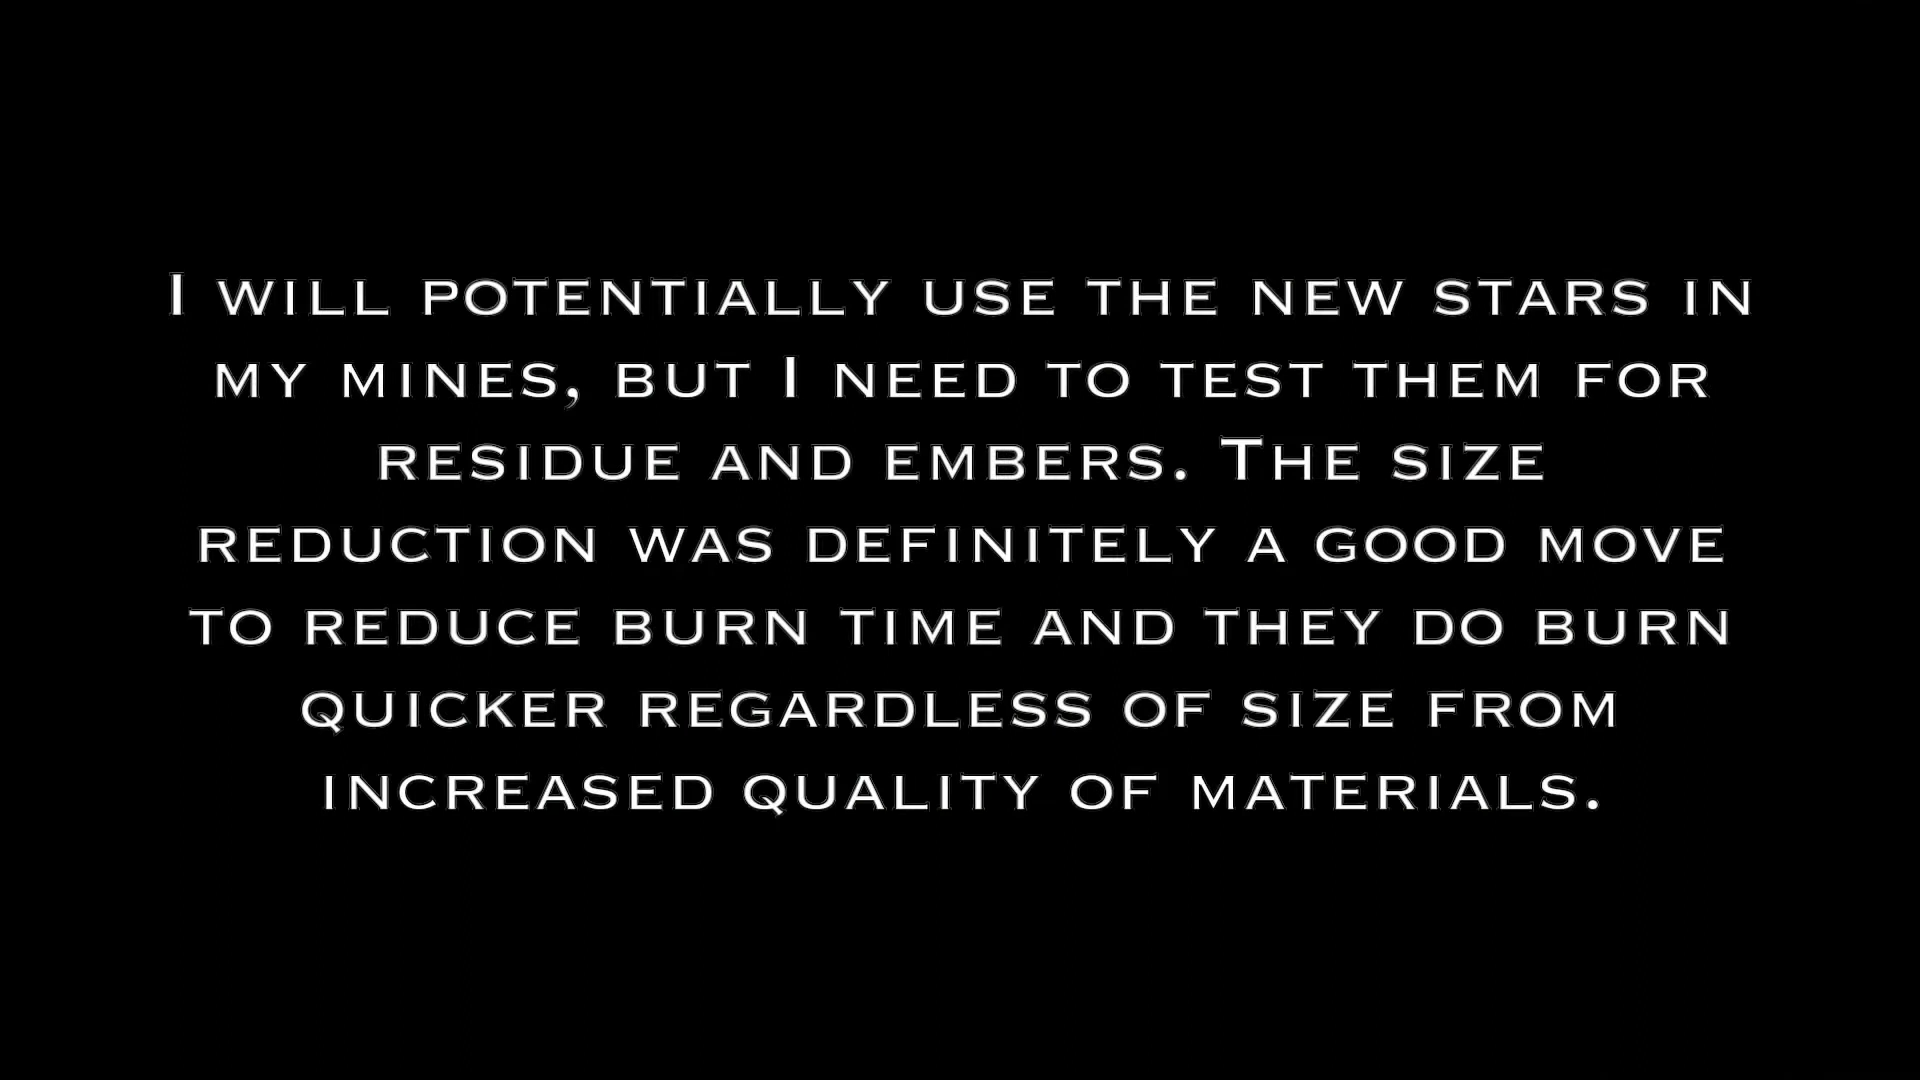 I will potentially use the new stars in
my mines, but I need to test them for
residue and embers. The size
reduction was definitely a good move
to reduce burn time and they do burn
quicker regardless of size from
increased quality of materials.